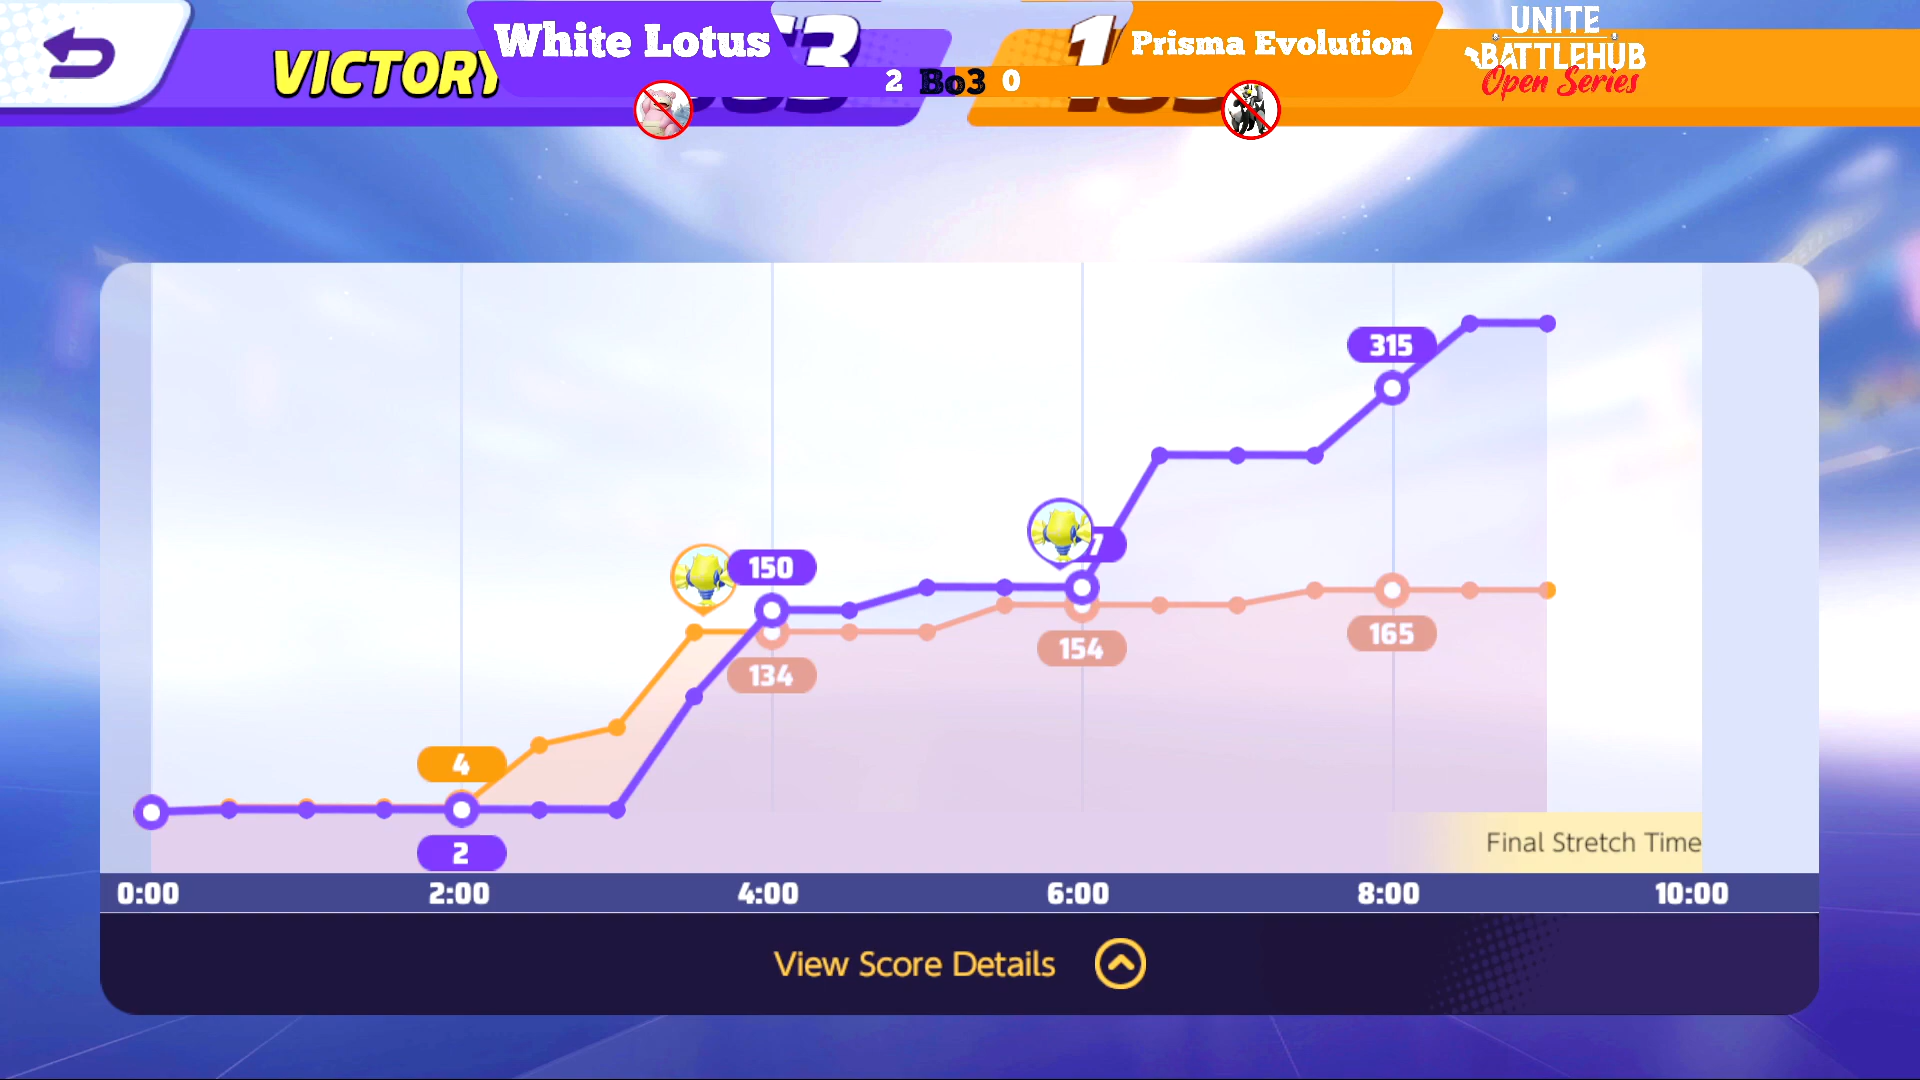 VICTORY
White Lotus
2 Bo3 0
Prisma Evolution
UNITE
BATTLEHUB
Open Series
315
150
7
134
154
165
4
2
Final Stretch Time
0:00 2:00 4:00 6:00 8:00 10:00
View Score Details